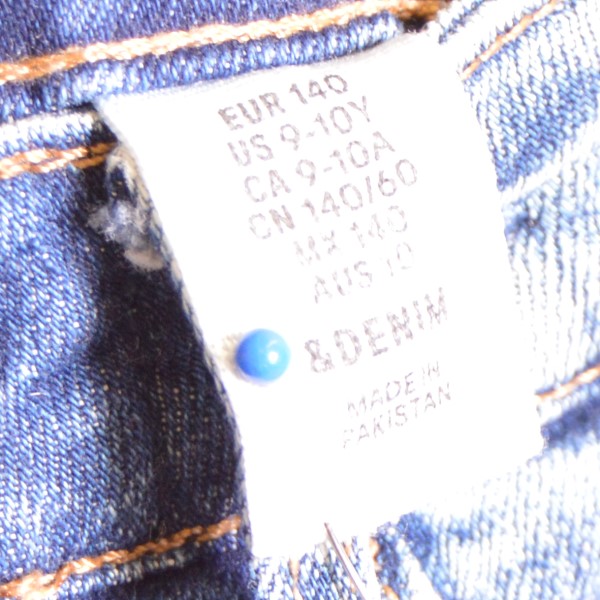 EUR 140
US 9-10Y
CA 9-10A
CN 140/60
MX 140
AUS 10
&DENIM
MADE IN
PAKISTAN